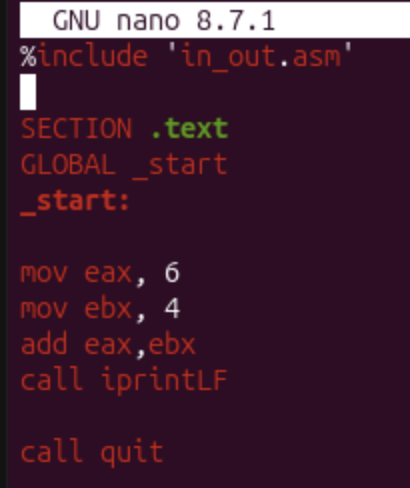 GNU nano 8.7.1
%include 'in_out.asm'
SECTION .text
GLOBAL _start
_start:
mov eax, 6
mov ebx, 4
add eax,ebx
call iprintLF
call quit